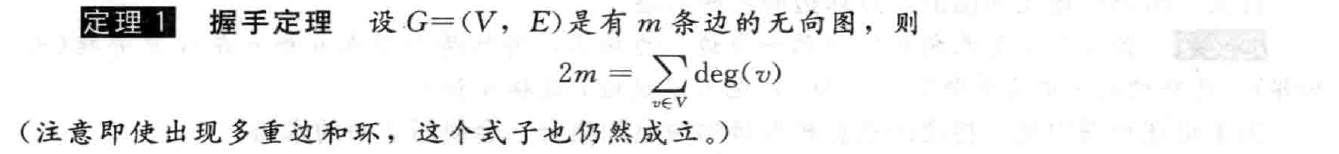 定理1 握手定理 设 G=(V, E)是有 m 条边的无向图，则
2m = ∑deg(v)
v∈V
(注意即使出现多重边和环，这个式子也仍然成立。)